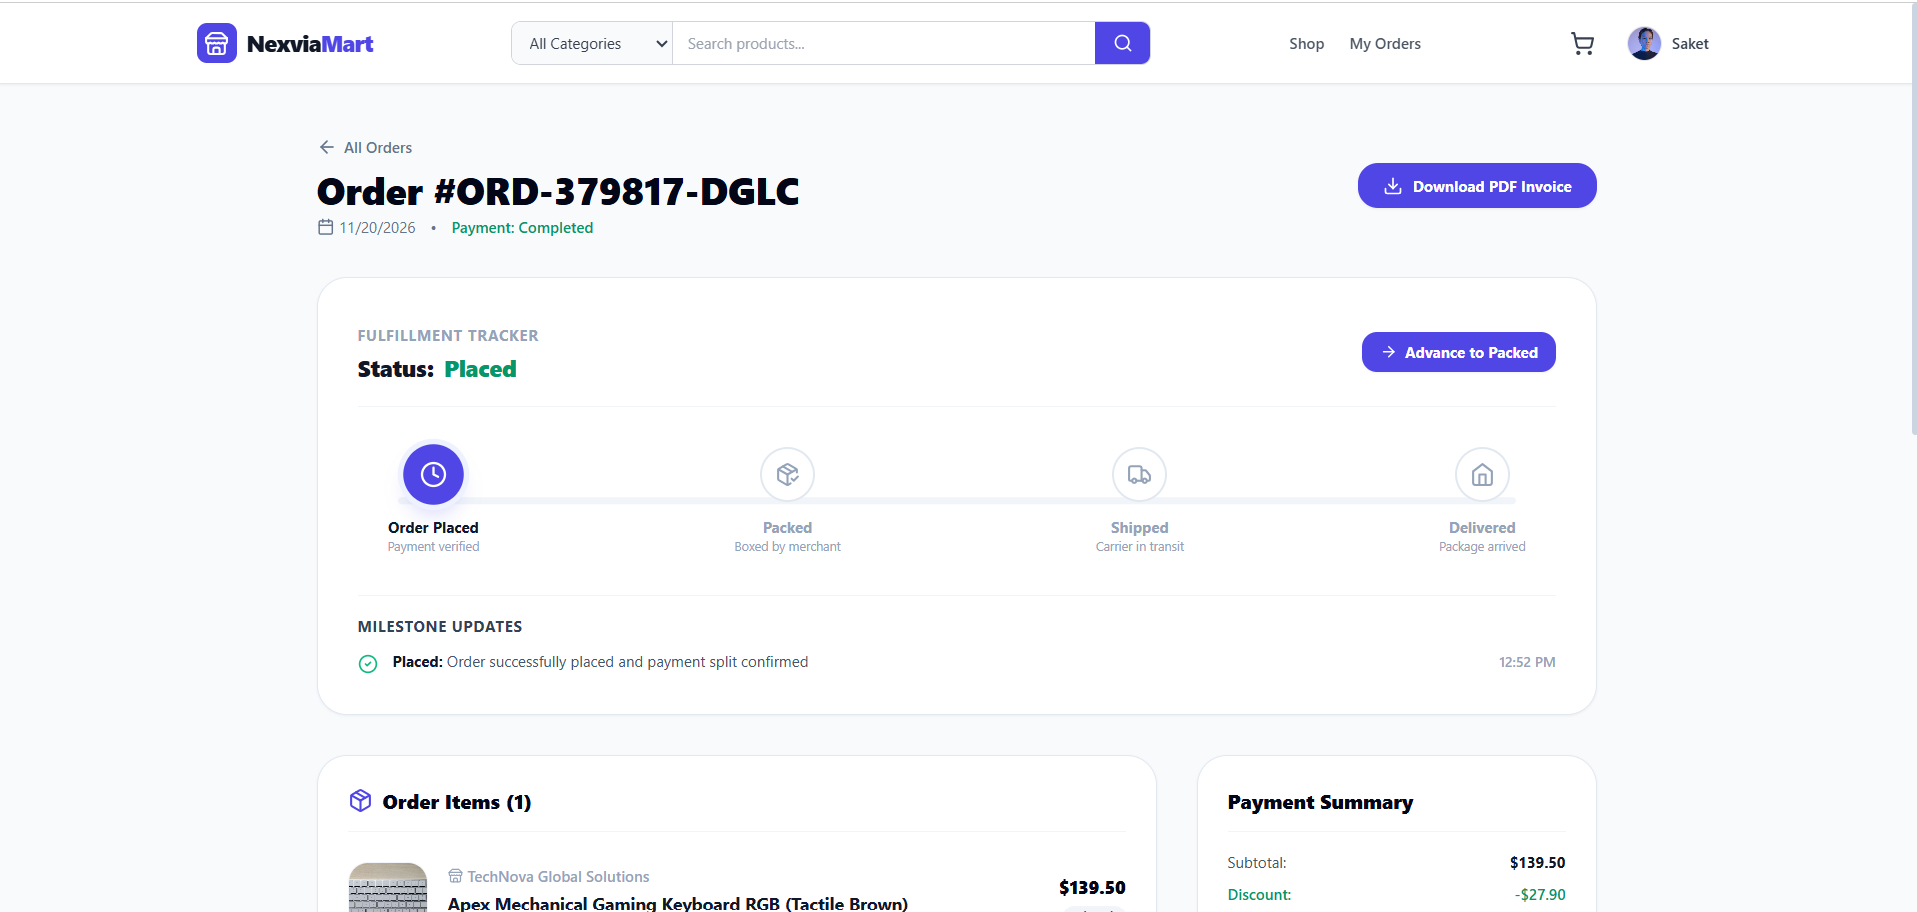 NexviaMart
All Categories
Search products...
Shop
My Orders
Saket
All Orders
Order #ORD-379817-DGLC
Download PDF Invoice
11/20/2026 • Payment: Completed
FULFILLMENT TRACKER
Status: Placed
Advance to Packed
Order Placed
Payment verified
Packed
Boxed by merchant
Shipped
Carrier in transit
Delivered
Package arrived
MILESTONE UPDATES
Placed: Order successfully placed and payment split confirmed
12:52 PM
Order Items (1)
TechNova Global Solutions
Apex Mechanical Gaming Keyboard RGB (Tactile Brown)
$139.50
Payment Summary
Subtotal: $139.50
Discount: -$27.90